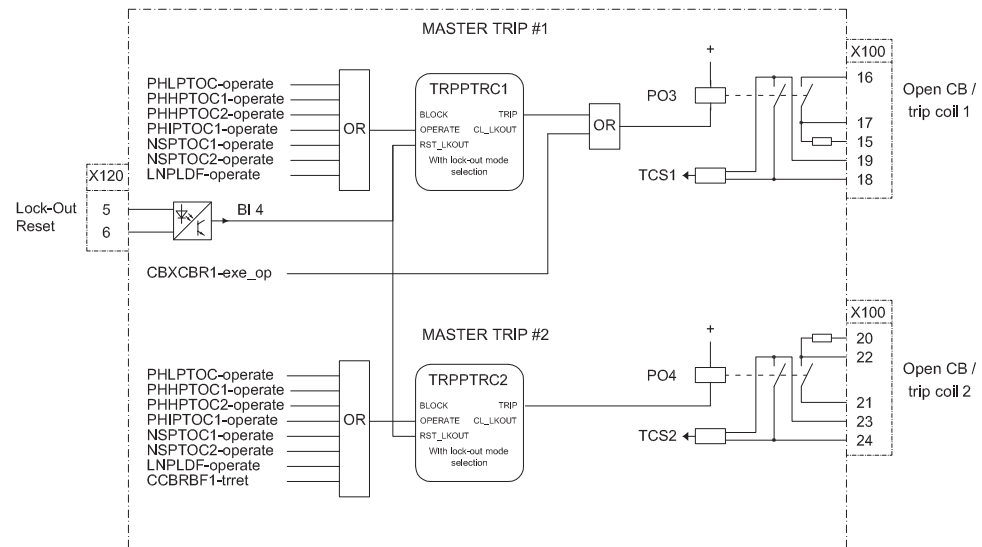 MASTER TRIP #1
X100
+
PHLPTOC-operate
PHHPTOC1-operate
PHHPTOC2-operate
PHIPTOC1-operate
NSPTOC1-operate
NSPTOC2-operate
LNPLDF-operate
OR
TRPPTRC1
BLOCK TRIP
OPERATE CL_LKOUT
RST_LKOUT
With lock-out mode
selection
OR
PO3
TCS1
16
17
15
19
18
Open CB /
trip coil 1
X120
Lock-Out
Reset
5
6
BI 4
CBXCBR1-exe_op
MASTER TRIP #2
X100
+
PHLPTOC-operate
PHHPTOC1-operate
PHHPTOC2-operate
PHIPTOC1-operate
NSPTOC1-operate
NSPTOC2-operate
LNPLDF-operate
CCBRBF1-trret
OR
TRPPTRC2
BLOCK TRIP
OPERATE CL_LKOUT
RST_LKOUT
With lock-out mode
selection
PO4
TCS2
20
22
21
23
24
Open CB /
trip coil 2